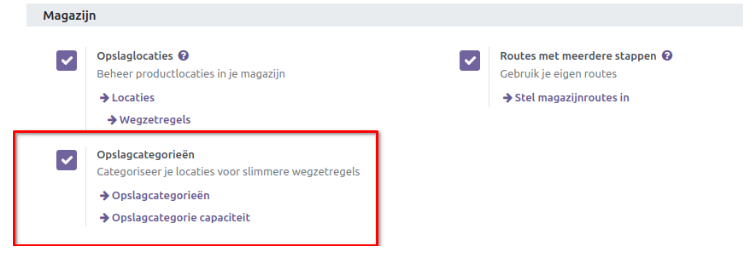 Magazijn
Opslaglocaties
Beheer productlocaties in je magazijn
Locaties
Wegzetregels
Routes met meerdere stappen
Gebruik je eigen routes
Stel magazijnroutes in
Opslagcategorieën
Categoriseer je locaties voor slimmere wegzetregels
Opslagcategorieën
Opslagcategorie capaciteit